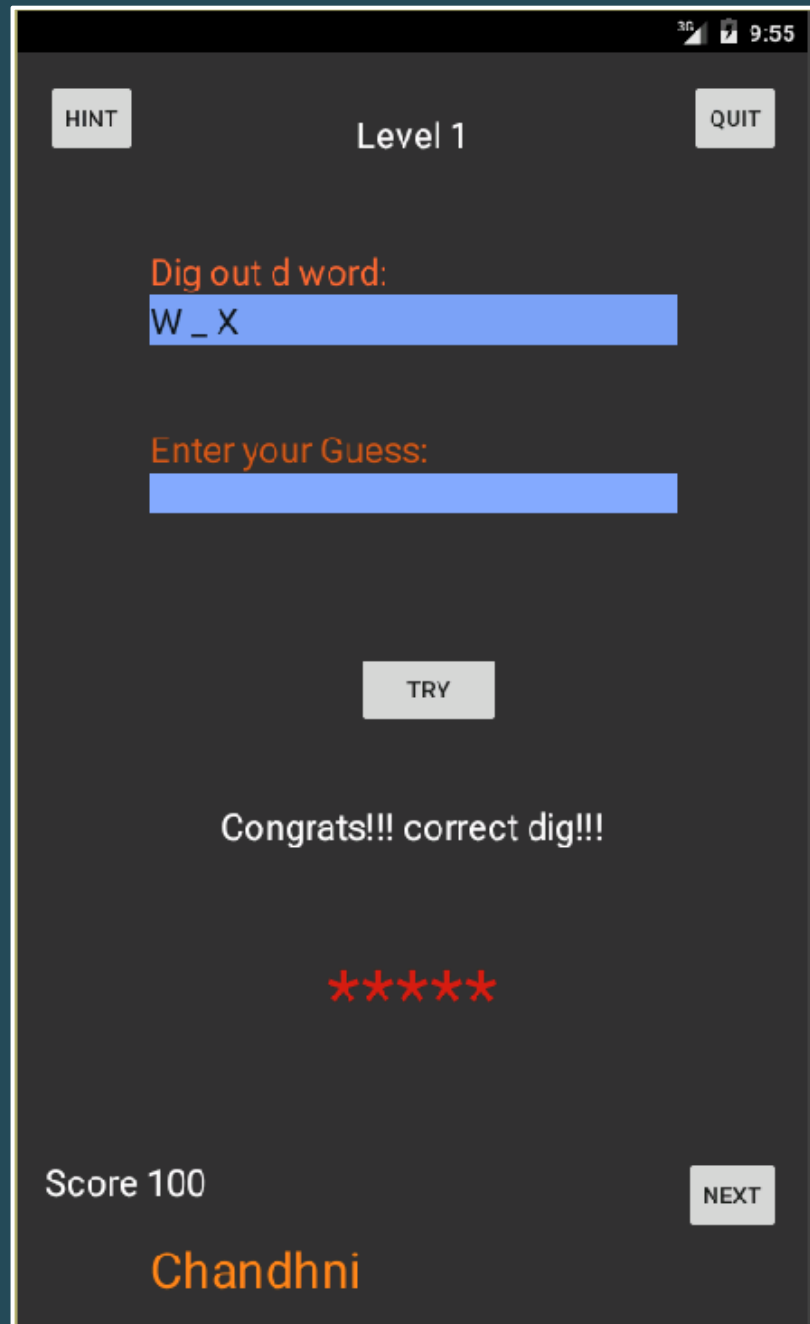 3G 9:55
HINT Level 1 QUIT
Dig out d word:
W _ X
Enter your Guess:
TRY
Congrats!!! correct dig!!!
*****
Score 100
NEXT
Chandhni